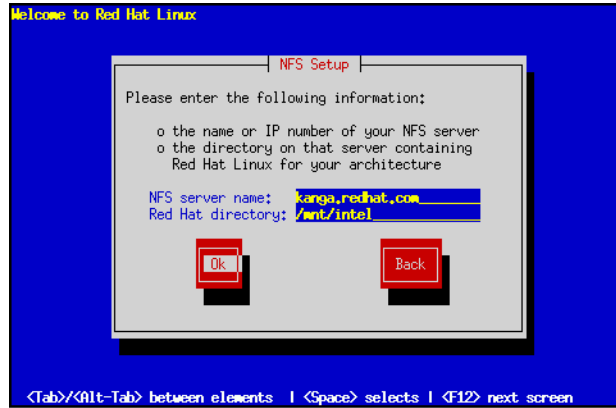 Welcome to Red Hat Linux
NFS Setup
Please enter the following information:
o the name or IP number of your NFS server
o the directory on that server containing
Red Hat Linux for your architecture
NFS server name: kanga.redhat.com
Red Hat directory: /mnt/intel
Ok Back
<Tab>/<Alt-Tab> between elements | <Space> selects | <F12> next screen